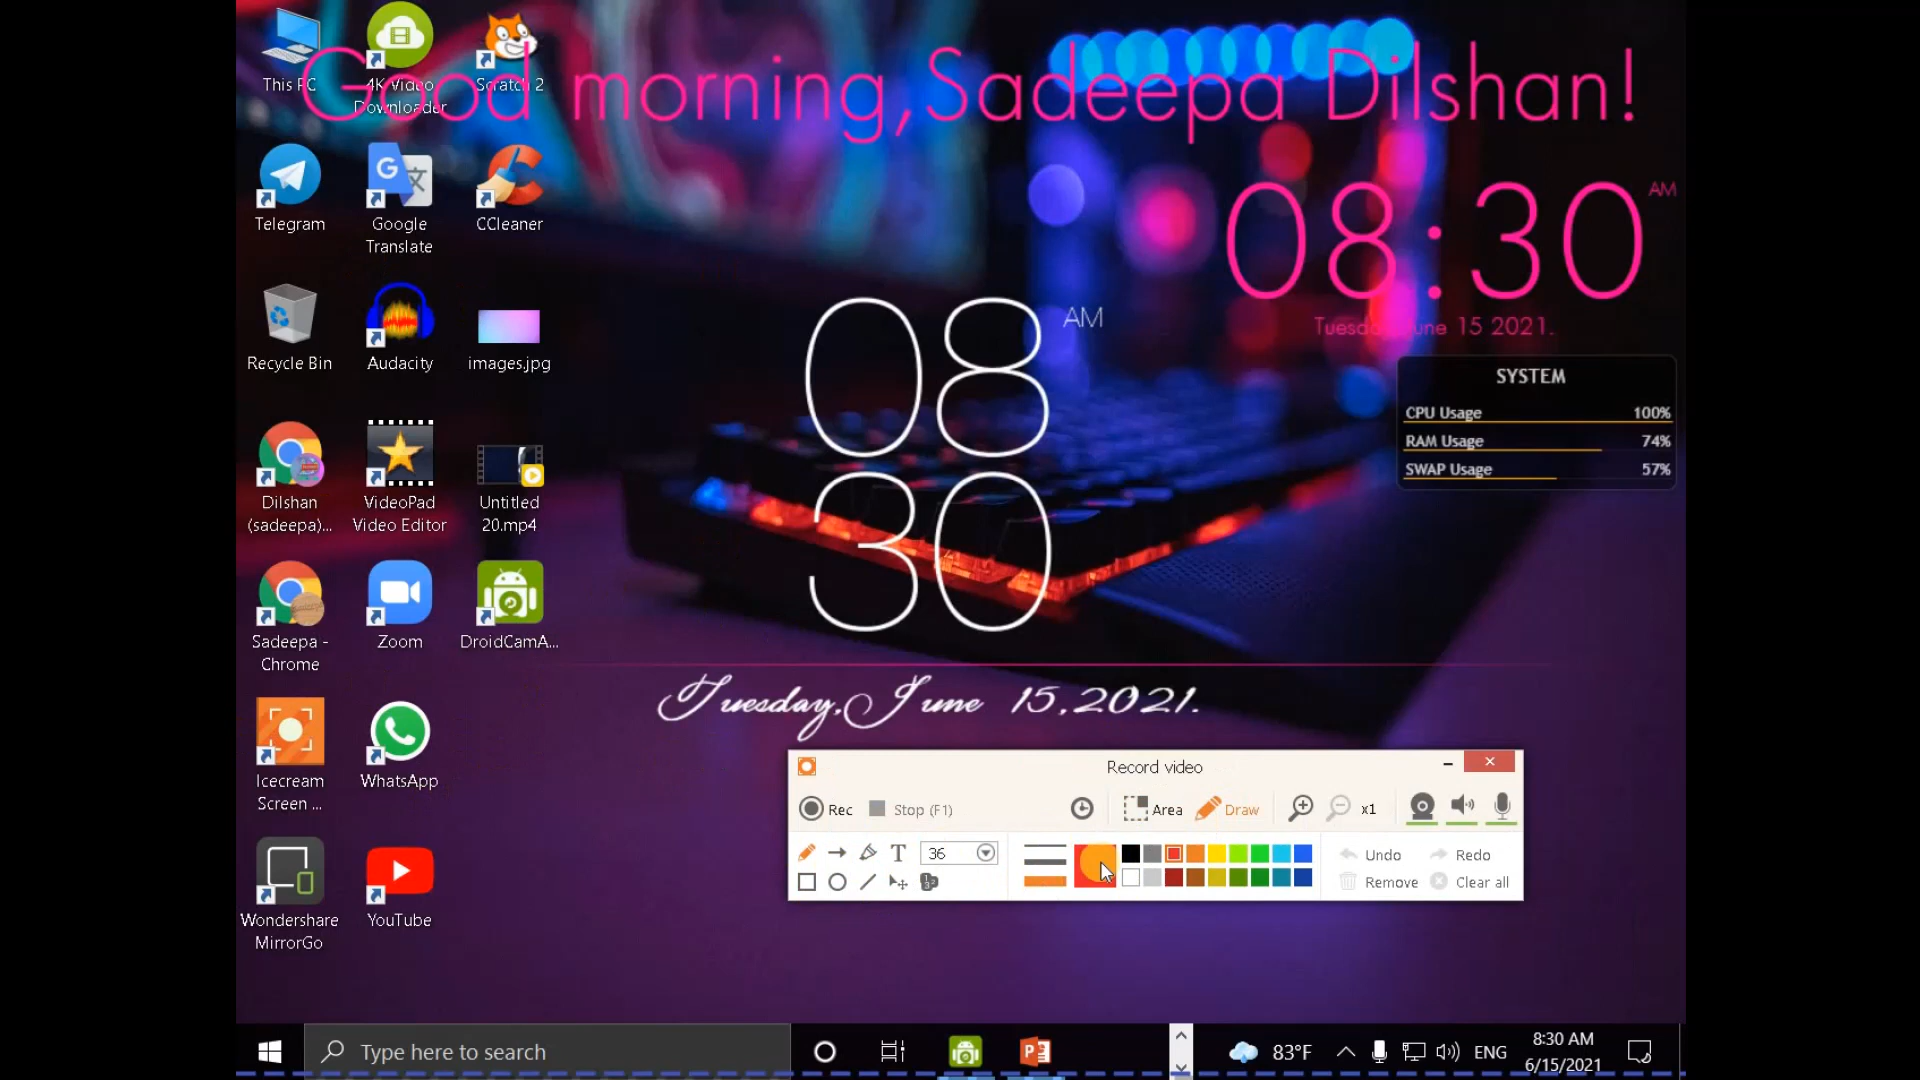 Good morning,Sadeepa Dilshan!
08:30 AM
Tuesday June 15 2021.
This PC
4K Video
Downloader
Scratch 2
Telegram
Google
Translate
CCleaner
Recycle Bin
Audacity
images.jpg
Dilshan
(sadeepa)...
VideoPad
Video Editor
Untitled
20.mp4
Sadeepa -
Chrome
Zoom
DroidCamA...
Icecream
Screen ...
WhatsApp
Wondershare
MirrorGo
YouTube
08 AM
30
Tuesday,June 15,2021.
SYSTEM
CPU Usage 100%
RAM Usage 74%
SWAP Usage 57%
Record video
Rec Stop (F1) Area Draw x1
T 36 Undo Redo
Remove Clear all
Type here to search
83°F ENG
8:30 AM
6/15/2021